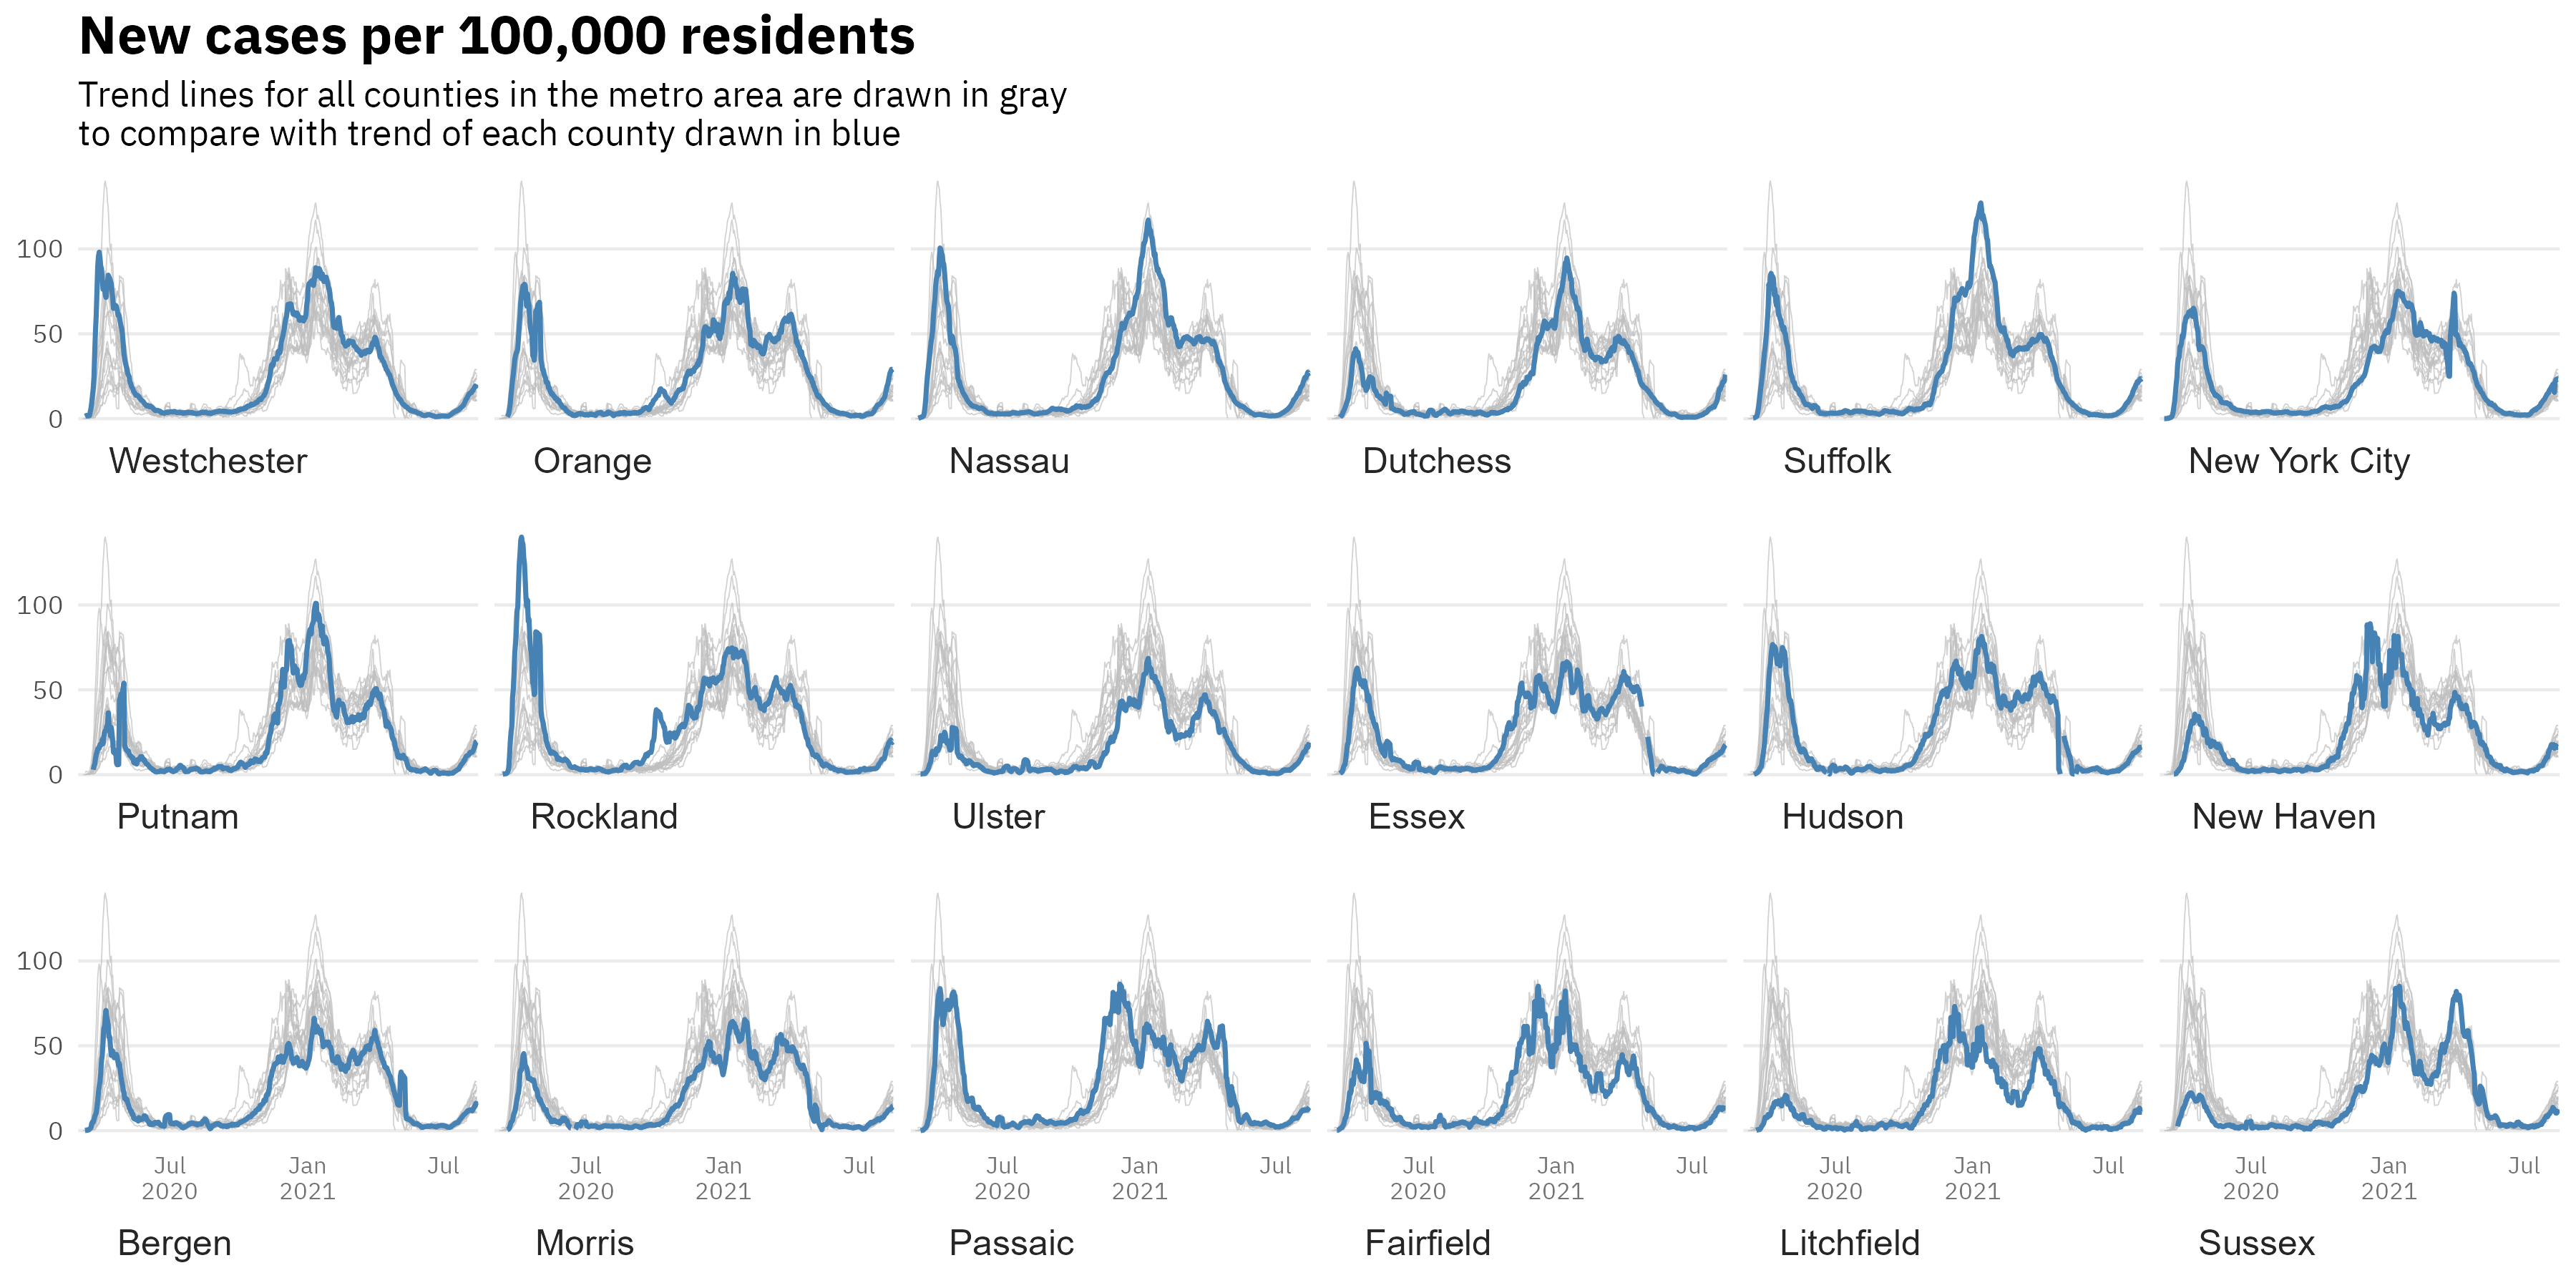 New cases per 100,000 residents
Trend lines for all counties in the metro area are drawn in gray
to compare with trend of each county drawn in blue
100
50
0
Westchester
Orange
Nassau
Dutchess
Suffolk
New York City
100
50
0
Putnam
Rockland
Ulster
Essex
Hudson
New Haven
100
50
0
Jul Jan Jul Jul Jan Jul Jul Jan Jul Jul Jan Jul Jul Jan Jul Jul Jan Jul
2020 2021 2020 2021 2020 2021 2020 2021 2020 2021 2020 2021
Bergen
Morris
Passaic
Fairfield
Litchfield
Sussex